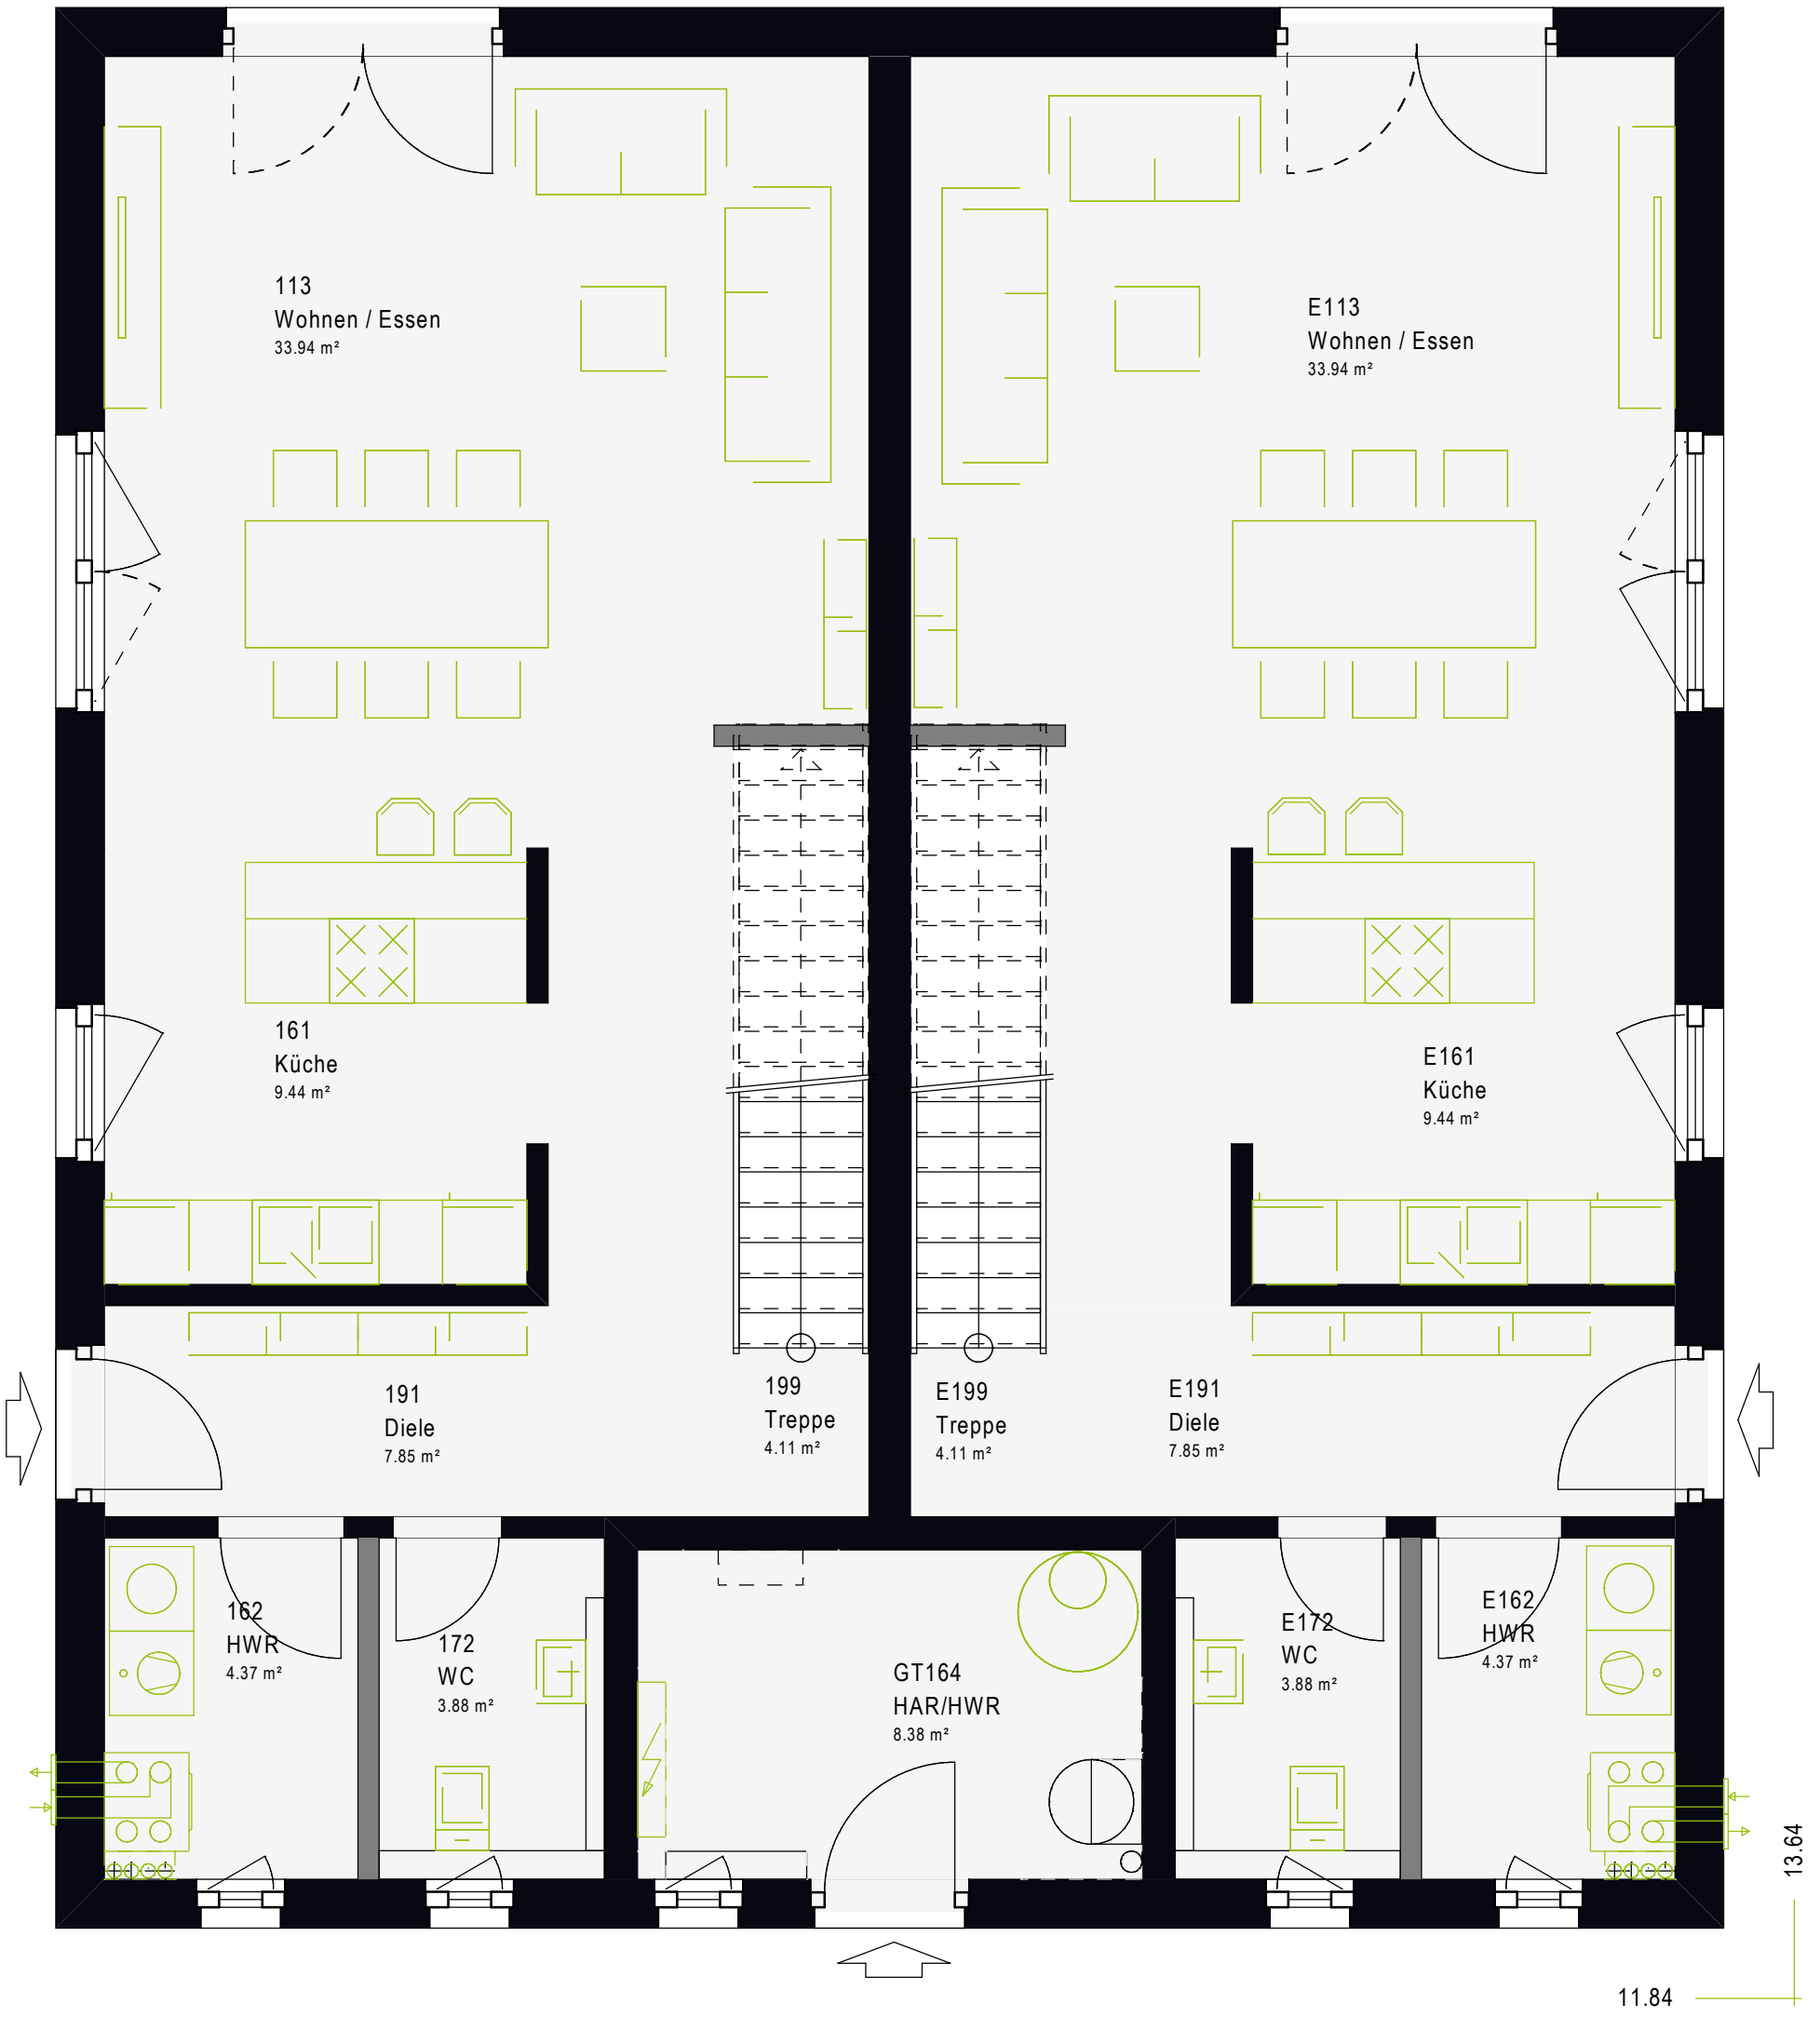 113
Wohnen / Essen
33.94 m²
E113
Wohnen / Essen
33.94 m²
161
Küche
9.44 m²
E161
Küche
9.44 m²
191
Diele
7.85 m²
199
Treppe
4.11 m²
E199
Treppe
4.11 m²
E191
Diele
7.85 m²
162
HWR
4.37 m²
172
WC
3.88 m²
GT164
HAR/HWR
8.38 m²
E172
WC
3.88 m²
E162
HWR
4.37 m²
13.64
11.84